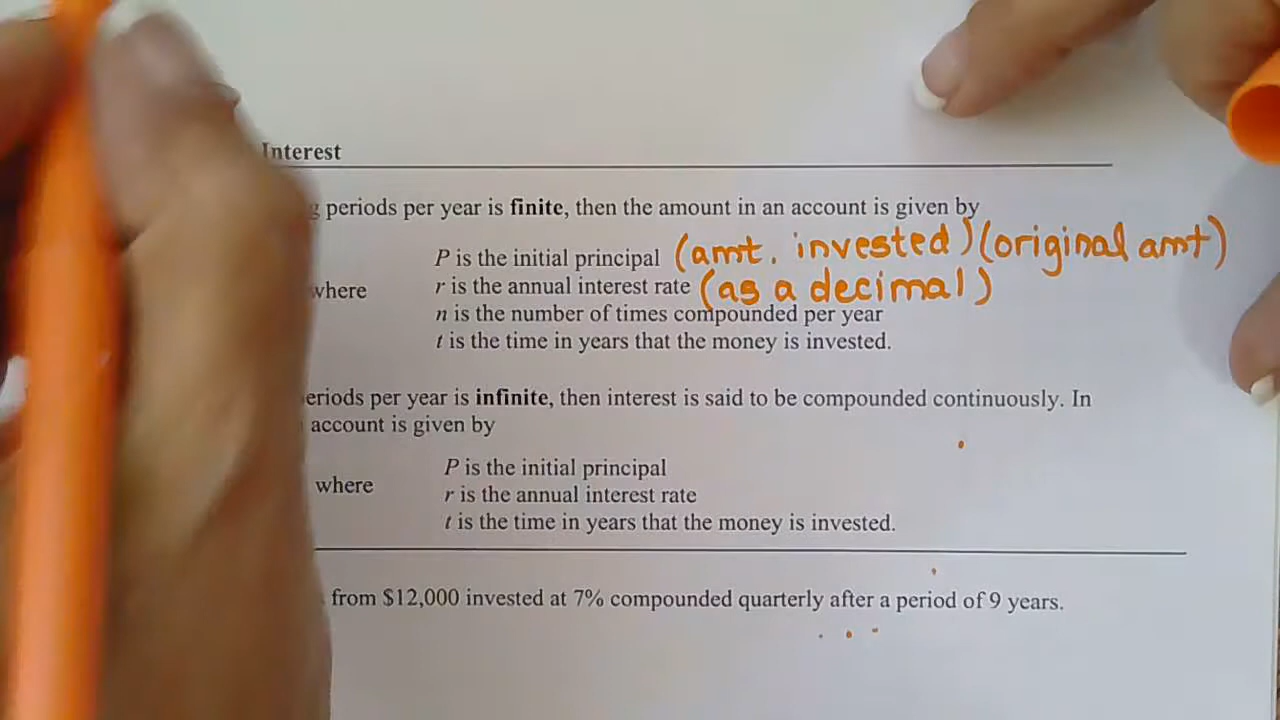 Interest
periods per year is finite, then the amount in an account is given by
P is the initial principal (amt. invested) (original amt)
where
r is the annual interest rate (as a decimal)
n is the number of times compounded per year
t is the time in years that the money is invested.
per year is infinite, then interest is said to be compounded continuously. In
account is given by
P is the initial principal
where
r is the annual interest rate
t is the time in years that the money is invested.
from $12,000 invested at 7% compounded quarterly after a period of 9 years.